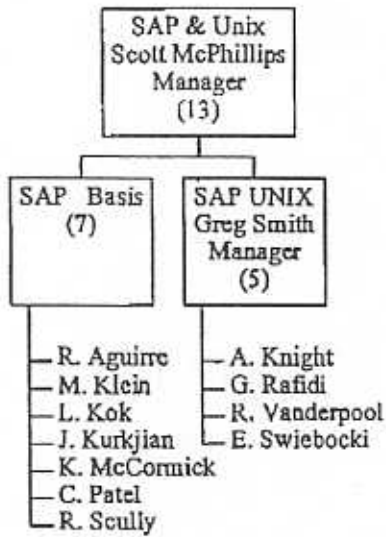 SAP & Unix
Scott McPhillips
Manager
(13)
SAP Basis
(7)
SAP UNIX
Greg Smith
Manager
(5)
R. Aguirre
M. Klein
L. Kok
J. Kurkjian
K. McCormick
C. Patel
R. Scully
A. Knight
G. Rafidi
R. Vanderpool
E. Swiebocki